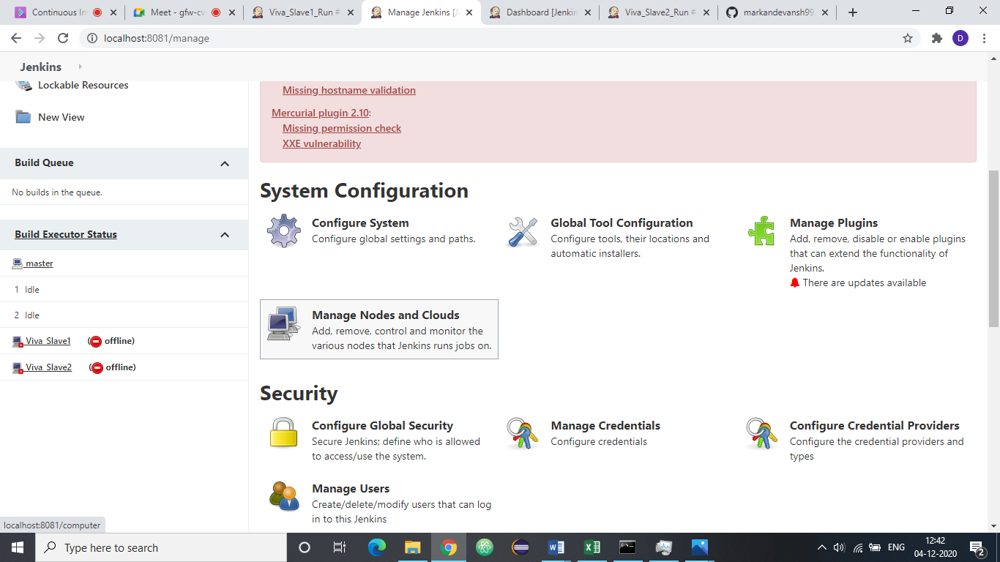 Continuous In
Meet - gfw-cv
Viva_Slave1_Run #
Manage Jenkins [J
Dashboard [Jenkin
Viva_Slave2_Run #
markandevansh99
localhost:8081/manage
D
Jenkins
Lockable Resources
New View
Build Queue
No builds in the queue.
Build Executor Status
master
1 Idle
2 Idle
Viva_Slave1 (offline)
Viva_Slave2 (offline)
Missing hostname validation
Mercurial plugin 2.10:
Missing permission check
XXE vulnerability
System Configuration
Configure System
Configure global settings and paths.
Global Tool Configuration
Configure tools, their locations and
automatic installers.
Manage Plugins
Add, remove, disable or enable plugins
that can extend the functionality of
Jenkins.
There are updates available
Manage Nodes and Clouds
Add, remove, control and monitor the
various nodes that Jenkins runs jobs on.
Security
Configure Global Security
Secure Jenkins; define who is allowed
to access/use the system.
Manage Credentials
Configure credentials
Configure Credential Providers
Configure the credential providers and
types
Manage Users
Create/delete/modify users that can log
in to this Jenkins
localhost:8081/computer
Type here to search
ENG
12:42
04-12-2020
2